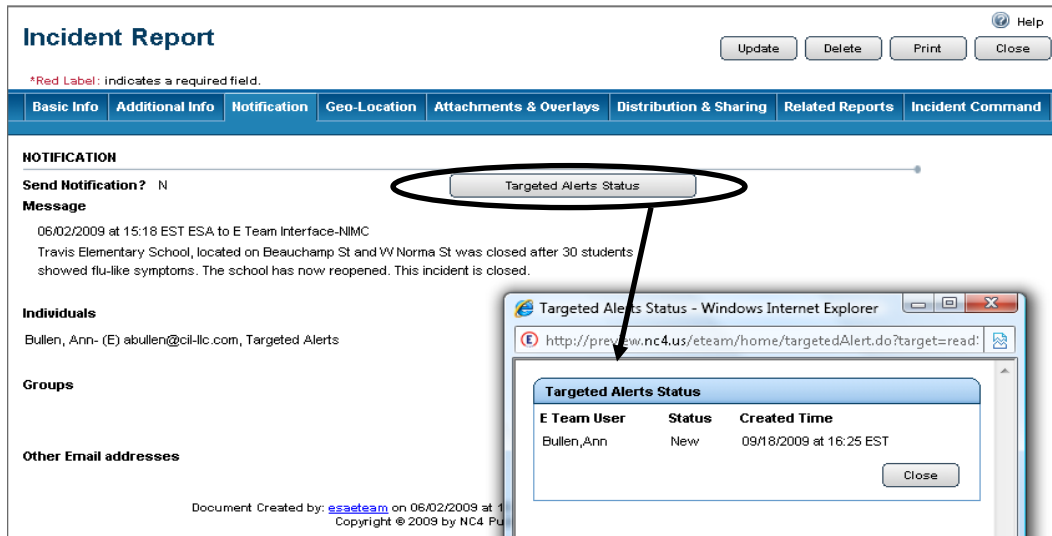 Help
Incident Report
Update Delete Print Close
*Red Label: indicates a required field.
Basic Info Additional Info Notification Geo-Location Attachments & Overlays Distribution & Sharing Related Reports Incident Command
NOTIFICATION
Send Notification? N Targeted Alerts Status
Message
06/02/2009 at 15:18 EST ESA to E Team Interface-NIMC
Travis Elementary School, located on Beauchamp St and W Norma St was closed after 30 students
showed flu-like symptoms. The school has now reopened. This incident is closed.
Individuals
Bullen, Ann- (E) abullen@cil-llc.com, Targeted Alerts
Groups
Other Email addresses
Document Created by: esaeteam on 06/02/2009 at 1
Copyright © 2009 by NC4 Pu
Targeted Alerts Status - Windows Internet Explorer
http://preview.nc4.us/eteam/home/targetedAlert.do?target=read
Targeted Alerts Status
E Team User Status Created Time
Bullen,Ann New 09/18/2009 at 16:25 EST
Close